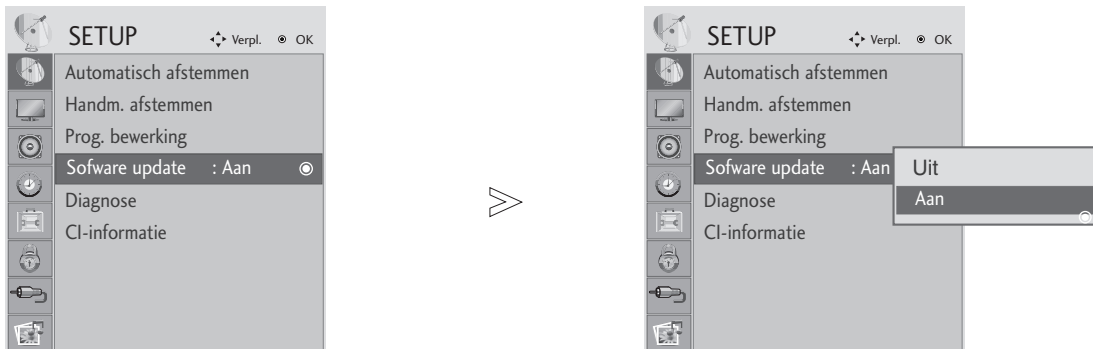 SETUP Verpl. OK
Automatisch afstemmen
Handm. afstemmen
Prog. bewerking
Sofware update : Aan
Diagnose
CI-informatie
SETUP Verpl. OK
Automatisch afstemmen
Handm. afstemmen
Prog. bewerking
Sofware update : Aan
Diagnose
CI-informatie
Uit
Aan